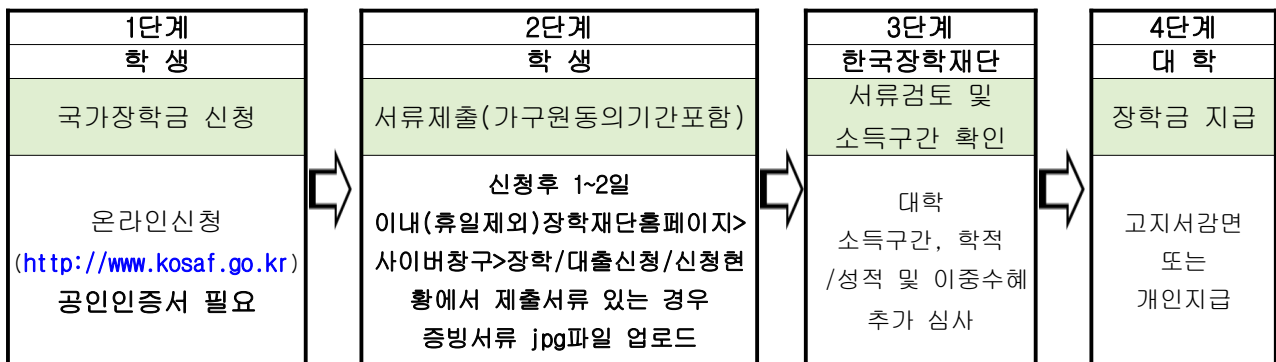 1단계
학 생
국가장학금 신청
온라인신청
(http://www.kosaf.go.kr)
공인인증서 필요
2단계
학 생
서류제출(가구원동의기간포함)
신청후 1~2일
이내(휴일제외)장학재단홈페이지>
사이버창구>장학/대출신청/신청현
황에서 제출서류 있는 경우
증빙서류 jpg파일 업로드
3단계
한국장학재단
서류검토 및
소득구간 확인
대학
소득구간, 학적
/성적 및 이중수혜
추가 심사
4단계
대 학
장학금 지급
고지서감면
또는
개인지급